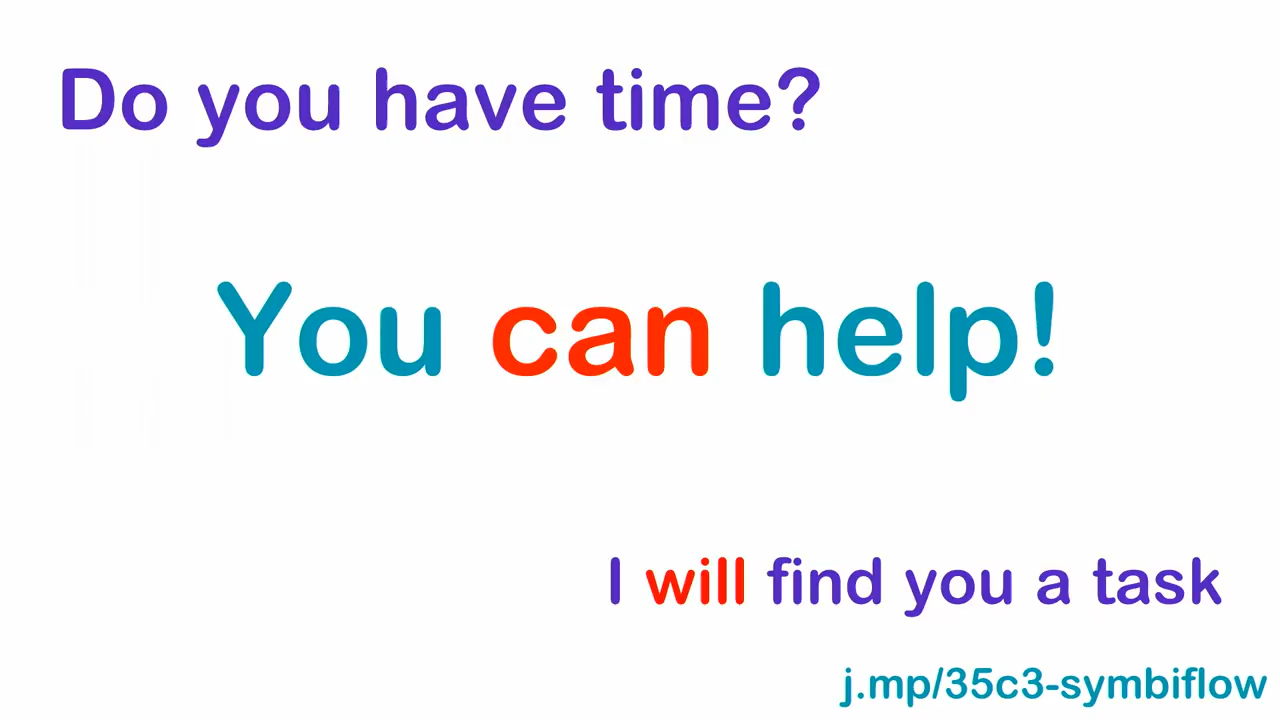 Do you have time?
You can help!
I will find you a task
j.mp/35c3-symbiflow